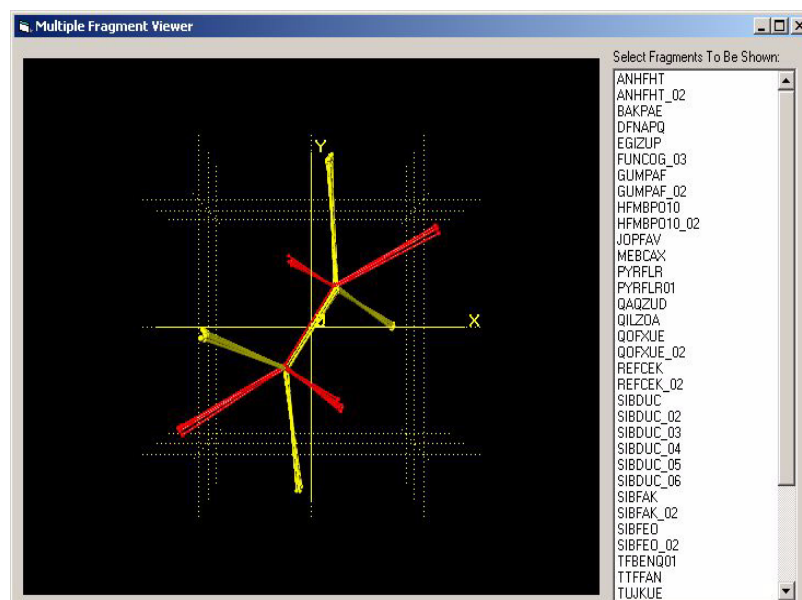 Multiple Fragment Viewer
Select Fragments To Be Shown:
Y
X
ANHFHT
ANHFHT_02
BAKPAE
DFNAPQ
EGIZUP
FUNCOG_03
GUMPAF
GUMPAF_02
HFMBPO10
HFMBPO10_02
JOPFAV
MEBCAX
PYRFLR
PYRFLR01
QAQZUD
QILZOA
QOFXUE
QOFXUE_02
REFCEK
REFCEK_02
SIBDUC
SIBDUC_02
SIBDUC_03
SIBDUC_04
SIBDUC_05
SIBDUC_06
SIBFAK
SIBFAK_02
SIBFEO
SIBFEO_02
TFBENQ01
TTFFAN
TUJKUE